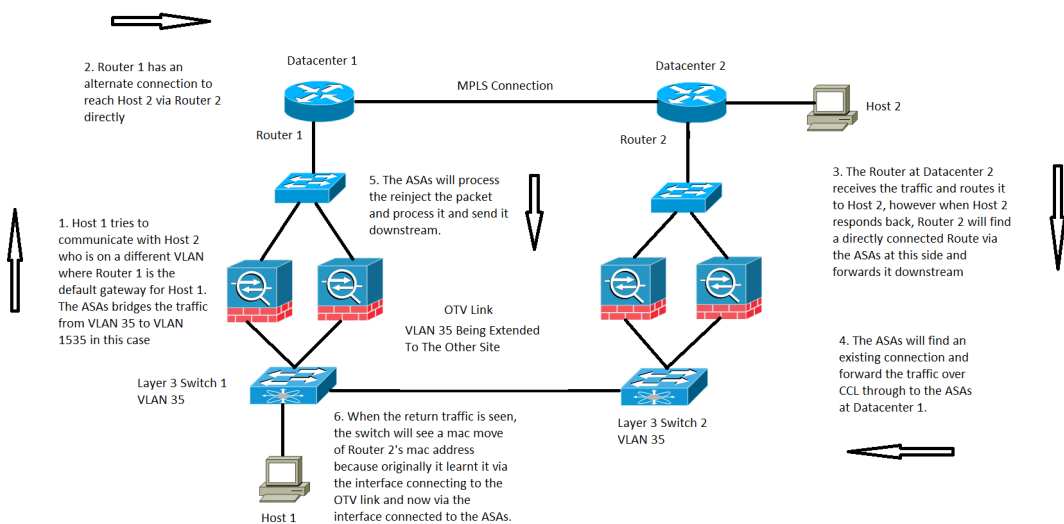 2. Router 1 has an
alternate connection to
reach Host 2 via Router 2
directly
Datacenter 1
MPLS Connection
Datacenter 2
Router 1
Router 2
Host 2
1. Host 1 tries to
communicate with Host 2
who is on a different VLAN
where Router 1 is the
default gateway for Host 1.
The ASAs bridges the traffic
from VLAN 35 to VLAN
1535 in this case
5. The ASAs will process
the reinject the packet
and process it and send it
downstream.
3. The Router at Datacenter 2
receives the traffic and routes it
to Host 2, however when Host 2
responds back, Router 2 will find
a directly connected Route via
the ASAs at this side and
forwards it downstream
OTV Link
VLAN 35 Being Extended
To The Other Site
4. The ASAs will find an
existing connection and
forward the traffic over
CCL through to the ASAs
at Datacenter 1.
Layer 3 Switch 1
VLAN 35
Layer 3 Switch 2
VLAN 35
6. When the return traffic is seen,
the switch will see a mac move
of Router 2's mac address
because originally it learnt it via
the interface connecting to the
OTV link and now via the
interface connected to the ASAs.
Host 1